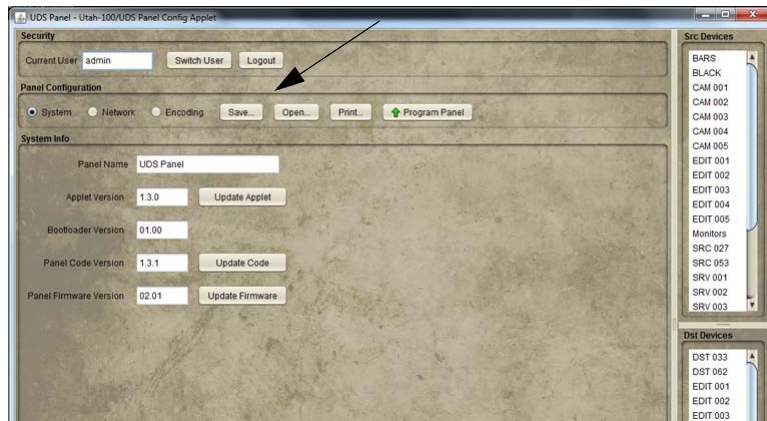 UDS Panel - Utah-100/UDS Panel Config Applet
Security
Current User admin Switch User Logout
Panel Configuration
System Network Encoding Save... Open... Print... Program Panel
System Info
Panel Name UDS Panel
Applet Version 1.3.0 Update Applet
Bootloader Version 01.00
Panel Code Version 1.3.1 Update Code
Panel Firmware Version 02.01 Update Firmware
Src Devices
BARS
BLACK
CAM 001
CAM 002
CAM 003
CAM 004
CAM 005
EDIT 001
EDIT 002
EDIT 003
EDIT 004
EDIT 005
Monitors
SRC 027
SRC 053
SRV 001
SRV 002
SRV 003
Dst Devices
DST 033
DST 062
EDIT 001
EDIT 002
EDIT 003